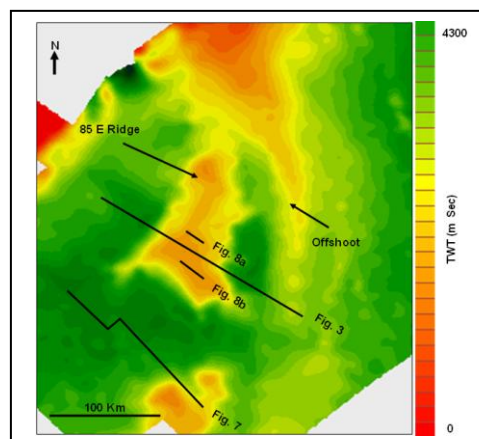 N
4300
85 E Ridge
Offshoot
TWT (m Sec)
Fig. 8a
Fig. 8b
Fig. 3
Fig. 7
100 Km
0